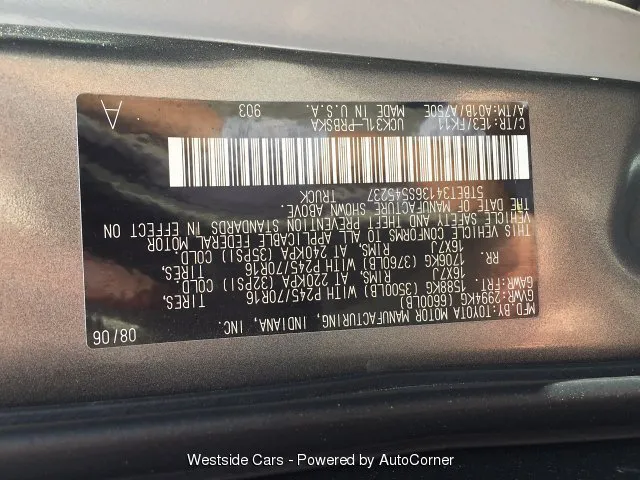 MFD.BY:TOYOTA MOTOR MANUFACTURING, INDIANA, INC. 08/06
GVWR:2994KG (6600LB)
GAWR:FRT. 1588KG (3500LB) WITH P245/70R16 TIRES,
16X7J RIMS, AT 220KPA (32PSI) COLD.
RR. 1706KG (3760LB) WITH P245/70R16 TIRES,
16X7J RIMS, AT 240KPA (35PSI) COLD.
THIS VEHICLE CONFORMS TO ALL APPLICABLE FEDERAL MOTOR
VEHICLE SAFETY AND THEFT PREVENTION STANDARDS IN EFFECT ON
THE DATE OF MANUFACTURE SHOWN ABOVE.
5TBET34136S545237 TRUCK
C/TR:1E3/FK11 UCK31L-PRBSKA
A/TM:A01B/A750E MADE IN U.S.A. 903 A
Westside Cars - Powered by AutoCorner